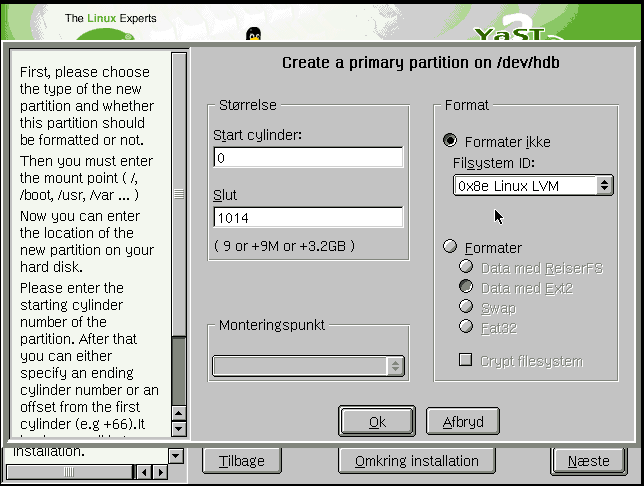 The Linux Experts
YaST
Create a primary partition on /dev/hdb
First, please choose
the type of the new
partition and whether
this partition should
be formatted or not.
Then you must enter
the mount point ( /,
/boot, /usr, /var ... )
Now you can enter
the location of the
new partition on your
hard disk.
Please enter the
starting cylinder
number of the
partition. After that
you can either
specify an ending
cylinder number or an
offset from the first
cylinder (e.g +66).It
installation.
Størrelse
Start cylinder:
0
Slut
1014
( 9 or +9M or +3.2GB )
Monteringspunkt
Format
Formater ikke
Filsystem ID:
0x8e Linux LVM
Formater
Data med ReiserFS
Data med Ext2
Swap
Fat32
Crypt filesystem
Ok
Afbryd
Tilbage
Omkring installation
Næste